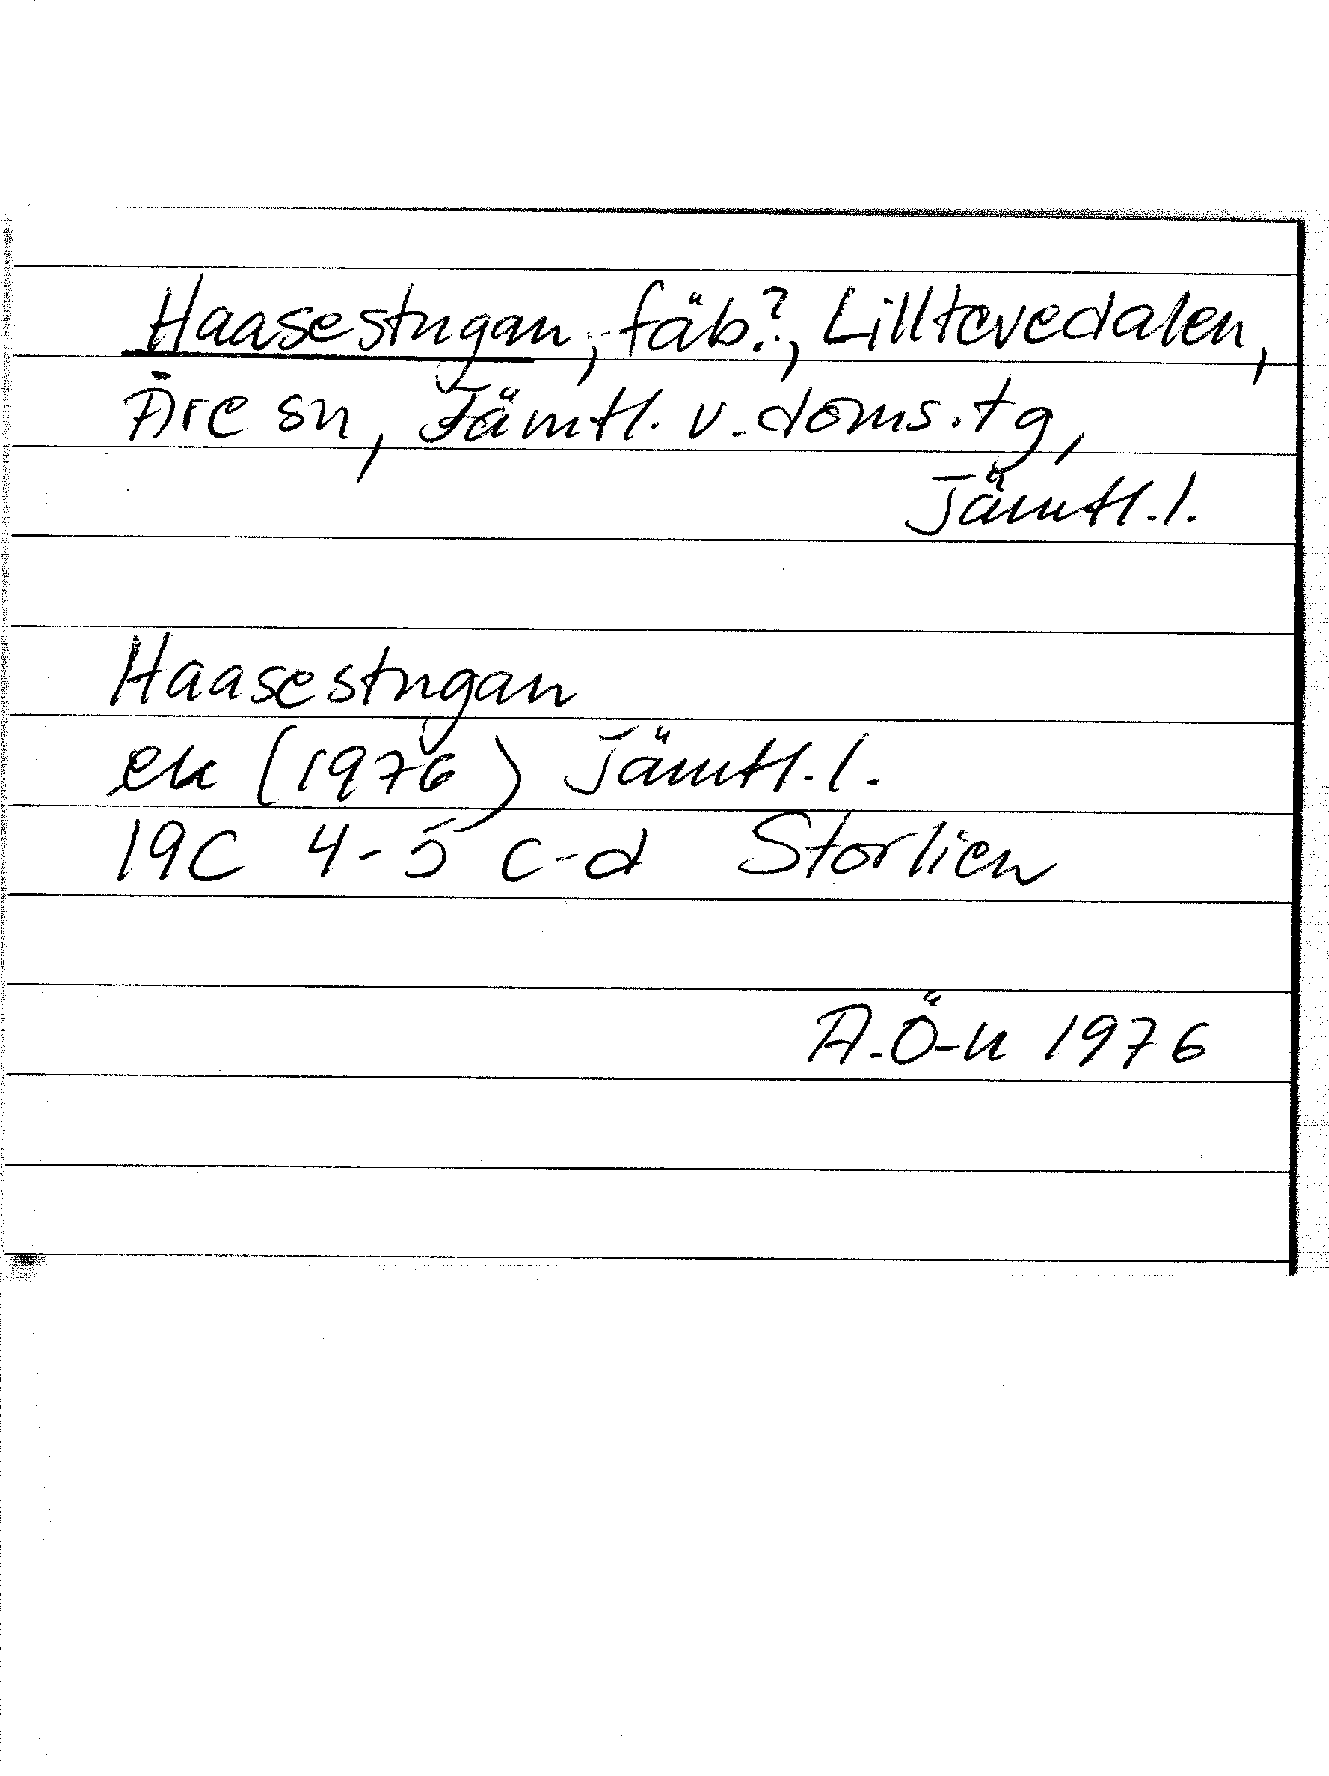 Haasestugan, fäb.?, Lilltevedalen,
Åre sn, Jämtl. v. doms. tg,
Jämtl. l.
Haasestugan
ek (1976) Jämtl. l.
19C 4-5 c-d Storlien
A. Ö-n 1976